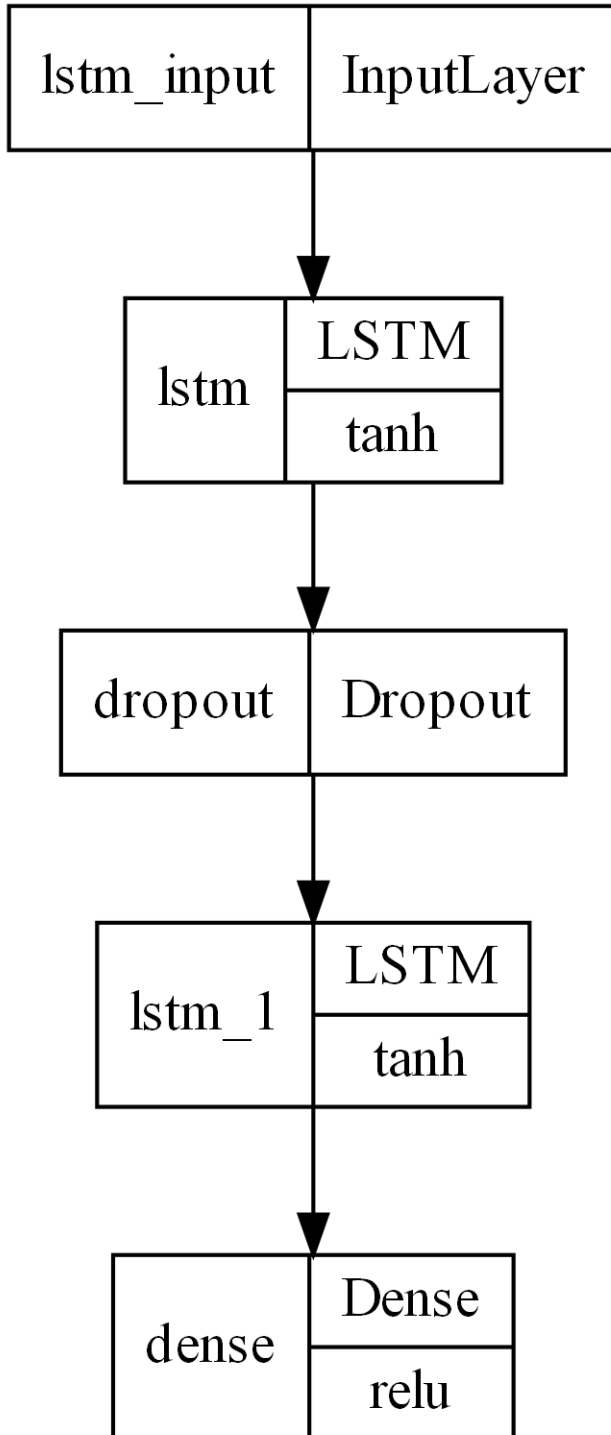 lstm_input InputLayer
lstm
LSTM
tanh
dropout Dropout
lstm_1
LSTM
tanh
dense
Dense
relu